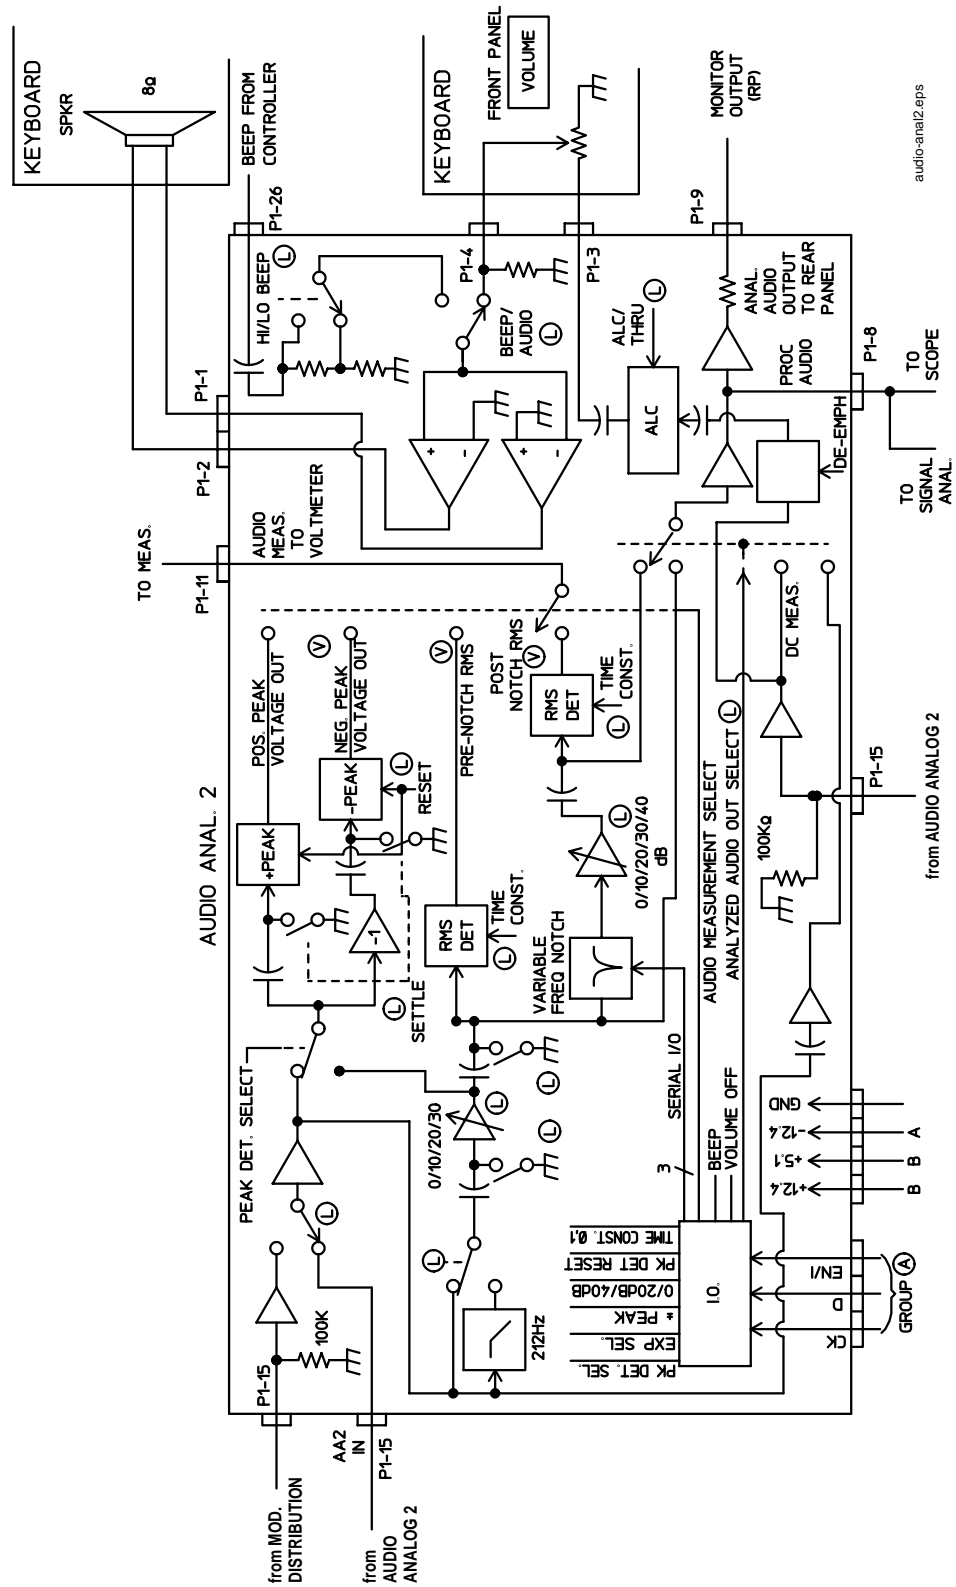 KEYBOARD
SPKR
8Ω
BEEP FROM
CONTROLLER
P1-26
KEYBOARD
FRONT PANEL
VOLUME
MONITOR
OUTPUT
(RP)
P1-9
audio-anal2.eps
P1-1
P1-2
HI/LO BEEP
L
P1-4
P1-3
BEEP/
AUDIO
L
ALC/
THRU
L
ALC
ANAL.
AUDIO
OUTPUT
TO REAR
PANEL
PROC
AUDIO
P1-8
TO
SCOPE
TO
SIGNAL
ANAL.
DE-EMPH
+
-
+
-
TO MEAS.
P1-11
AUDIO
MEAS.
TO
VOLTMETER
AUDIO ANAL. 2
POS. PEAK
VOLTAGE OUT
V
NEG. PEAK
VOLTAGE OUT
V
PRE-NOTCH RMS
POST
NOTCH RMS
V
+PEAK
-PEAK
L
RESET
RMS
DET
TIME
CONST.
L
RMS
DET
TIME
CONST.
L
-1
L
SETTLE
VARIABLE
FREQ NOTCH
L
0/10/20/30/40
dB
AUDIO MEASUREMENT SELECT
ANALYZED AUDIO OUT SELECT
L
DC MEAS.
P1-15
from AUDIO ANALOG 2
100KΩ
PEAK DET. SELECT
L
0/10/20/30
L
L
L
L
212Hz
SERIAL I/O
3
BEEP
VOLUME OFF
GND
-12.4
+5.1
+12.4
A
B
B
TIME CONST. 0,1
PK DET RESET
0/20dB/40dB
± PEAK
EXP SEL.
PK DET SEL.
I.O.
EN/I
D
CK
GROUP
A
P1-15
100K
AA2
IN
P1-15
from MOD.
DISTRIBUTION
from
AUDIO
ANALOG 2